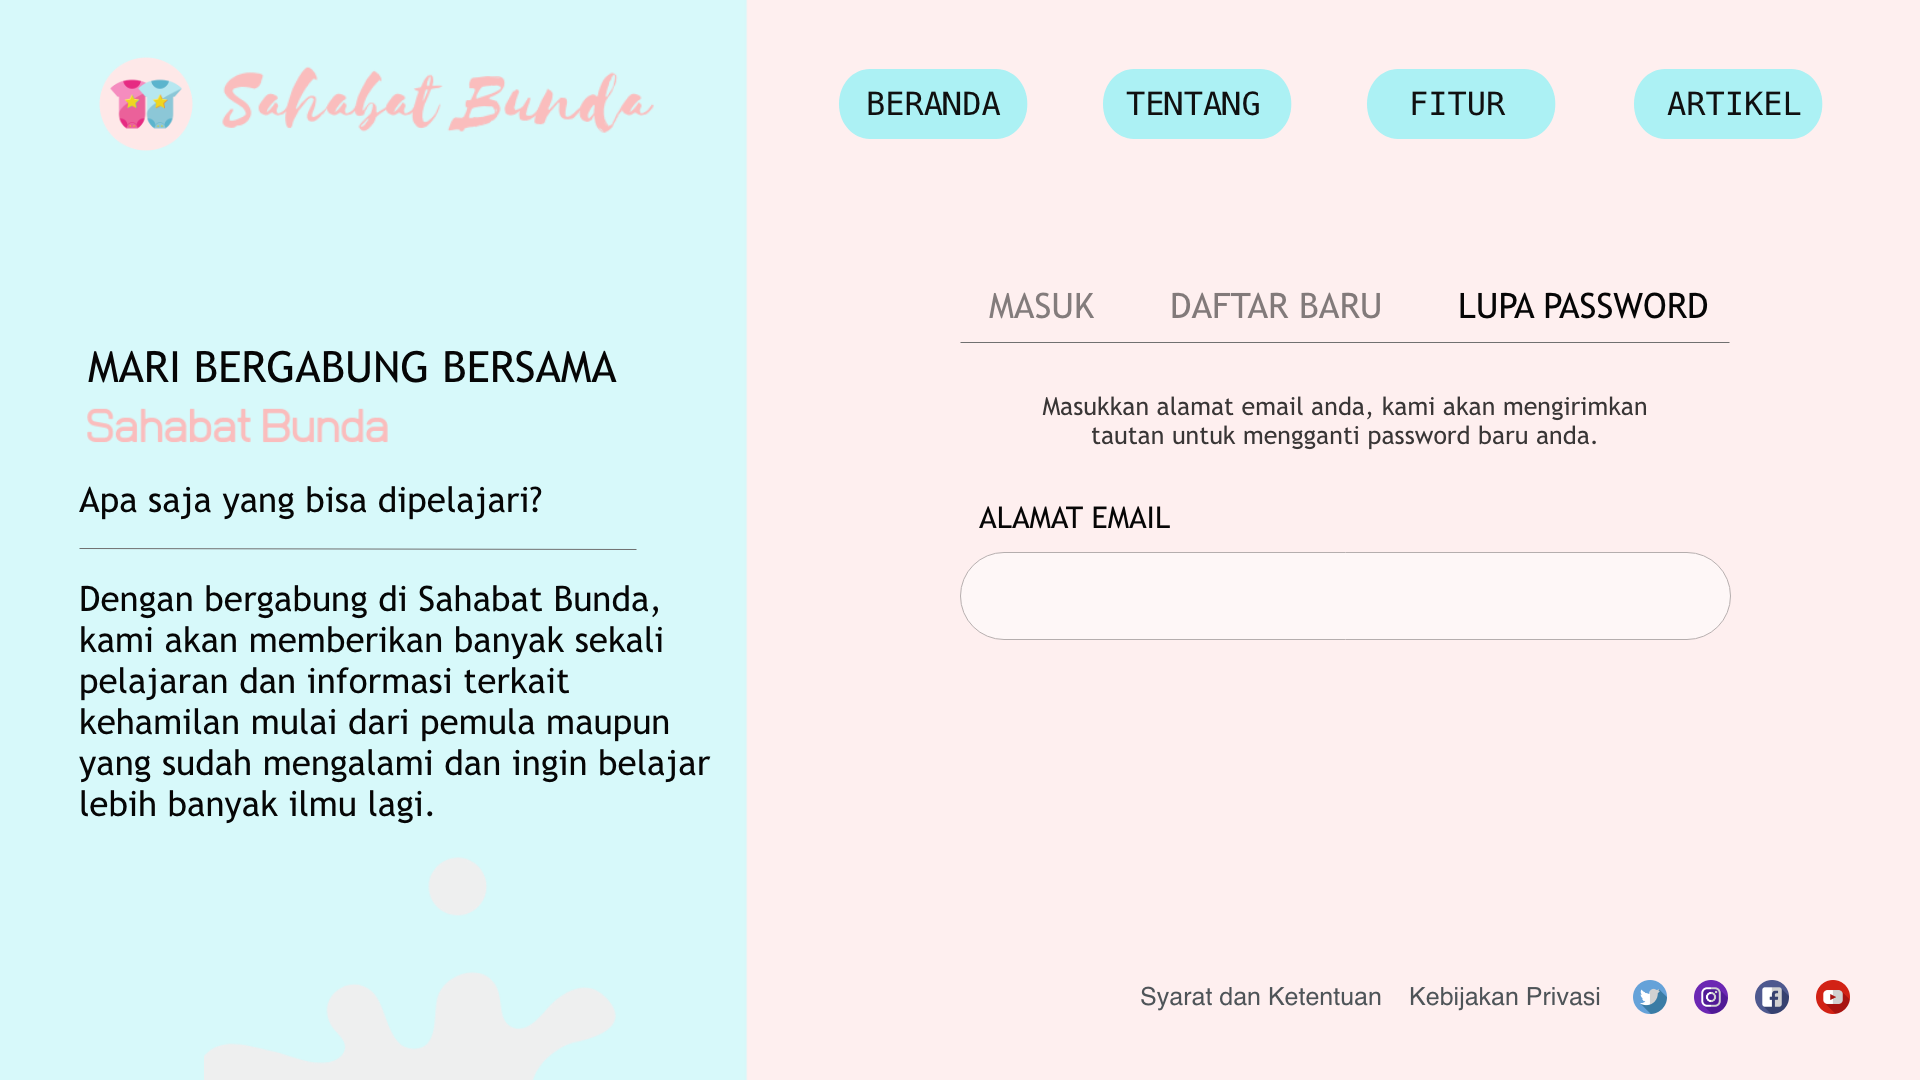 Sahabat Bunda
BERANDA
TENTANG
FITUR
ARTIKEL
MARI BERGABUNG BERSAMA
Sahabat Bunda
Apa saja yang bisa dipelajari?
Dengan bergabung di Sahabat Bunda,
kami akan memberikan banyak sekali
pelajaran dan informasi terkait
kehamilan mulai dari pemula maupun
yang sudah mengalami dan ingin belajar
lebih banyak ilmu lagi.
MASUK
DAFTAR BARU
LUPA PASSWORD
Masukkan alamat email anda, kami akan mengirimkan
tautan untuk mengganti password baru anda.
ALAMAT EMAIL
Syarat dan Ketentuan
Kebijakan Privasi